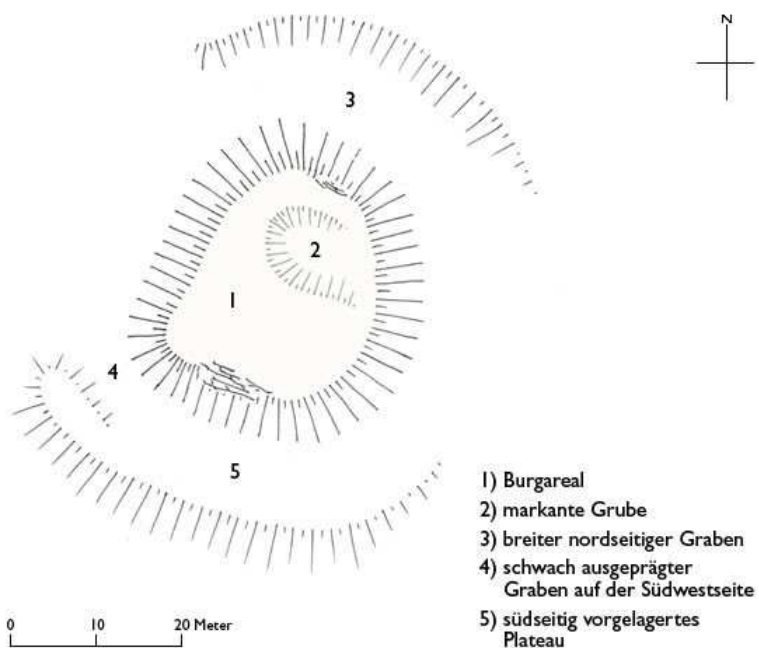 N
3
2
1
4
5
1) Burgareal
2) markante Grube
3) breiter nordseitiger Graben
4) schwach ausgeprägter
Graben auf der Südwestseite
5) südseitig vorgelagertes
Plateau
0 10 20 Meter